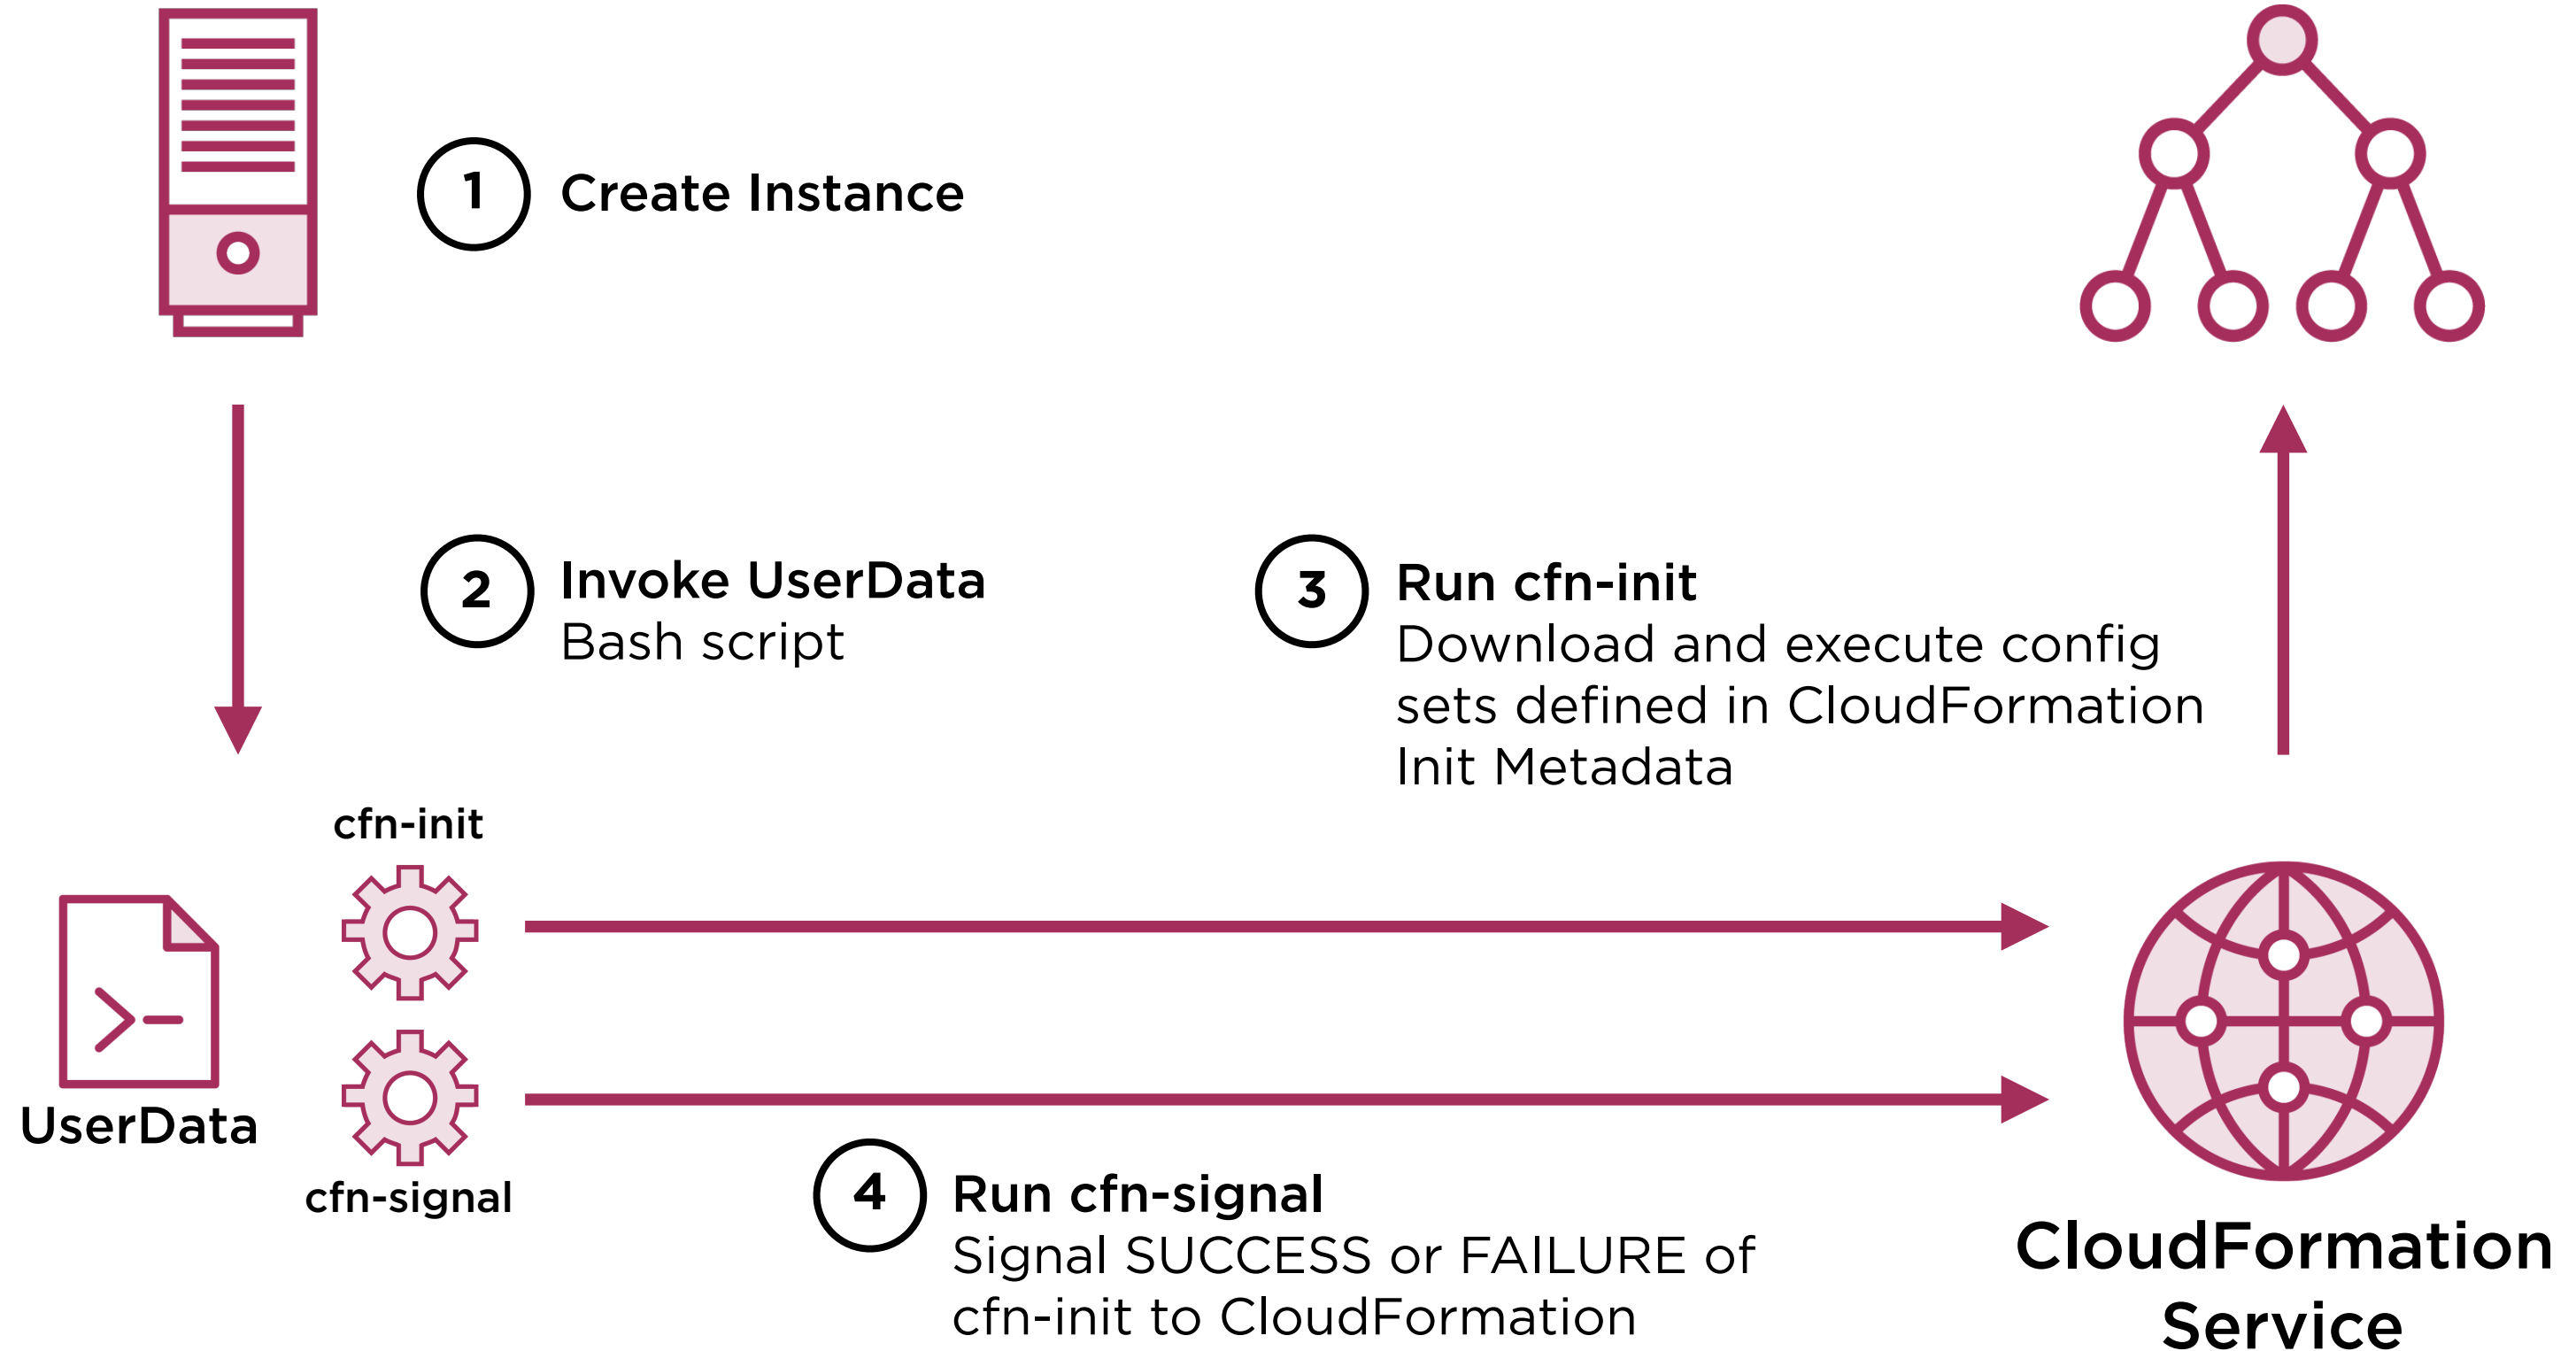 1
Create Instance
2
Invoke UserData
Bash script
3
Run cfn-init
Download and execute config
sets defined in CloudFormation
Init Metadata
cfn-init
UserData
cfn-signal
4
Run cfn-signal
Signal SUCCESS or FAILURE of
cfn-init to CloudFormation
CloudFormation
Service